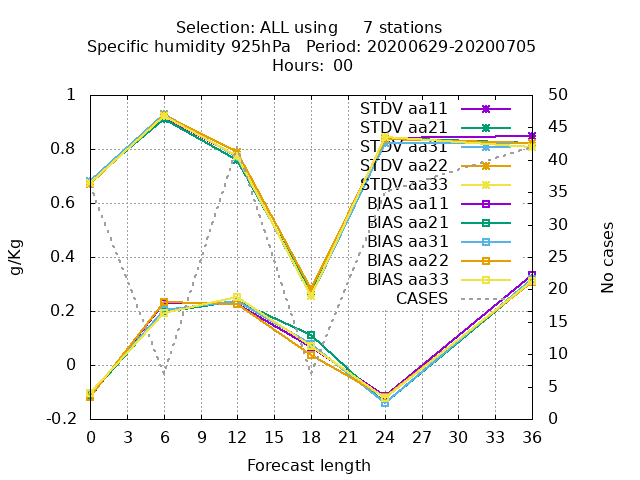 Selection: ALL using     7 stations
Specific humidity 925hPa   Period: 20200629-20200705
Hours:  00
1
0.8
0.6
0.4
0.2
0
-0.2
g/Kg
STDV aa11
STDV aa21
STDV aa31
STDV aa22
STDV aa33
BIAS aa11
BIAS aa21
BIAS aa31
BIAS aa22
BIAS aa33
CASES
50
45
40
35
30
25
20
15
10
5
0
No cases
0 3 6 9 12 15 18 21 24 27 30 33 36
Forecast length